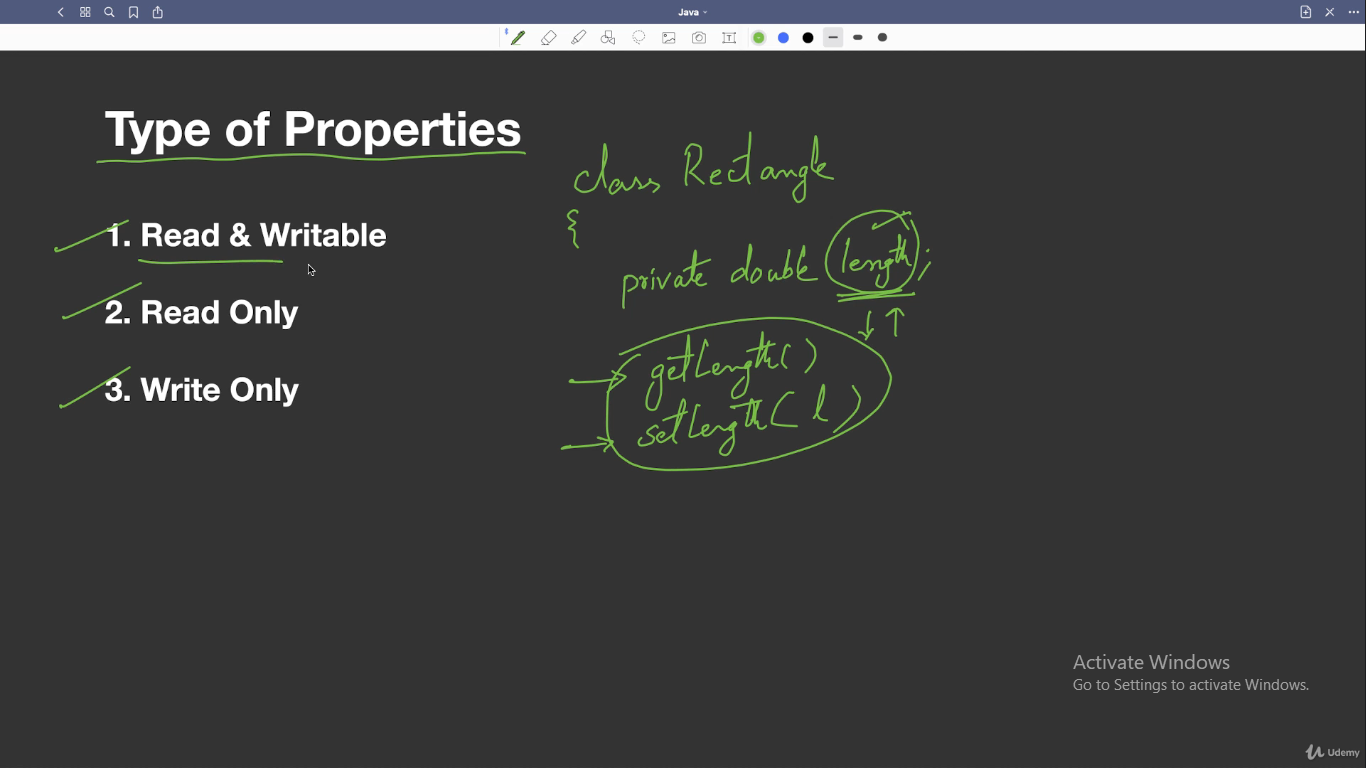 Java
Type of Properties
1. Read & Writable
2. Read Only
3. Write Only
class Rectangle
{
private double length;
getLength()
setLength( l )
Activate Windows
Go to Settings to activate Windows.
Udemy